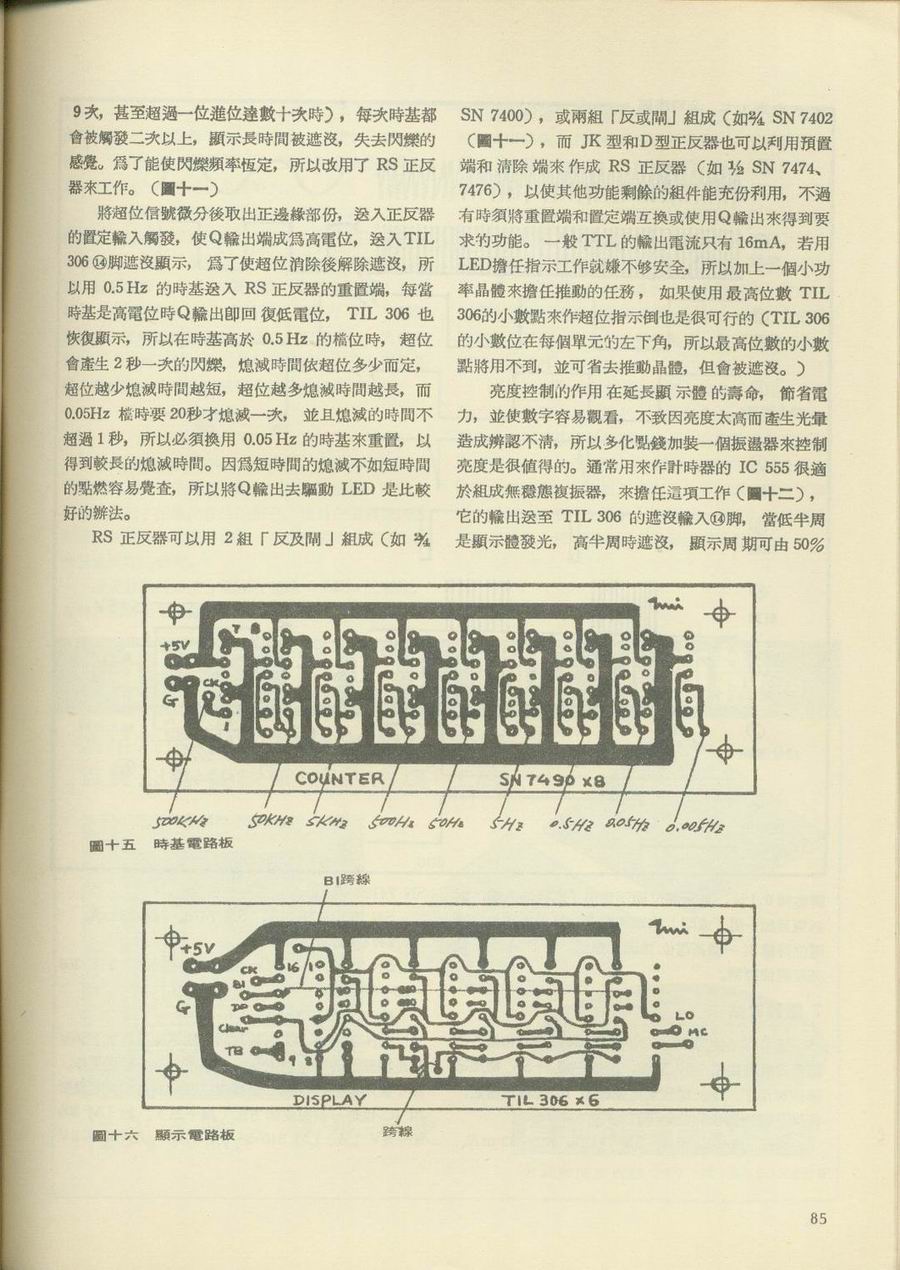 9次，甚至超過一位進位達數十次時），每次時基都
會被觸發二次以上，顯示長時間被遮沒，失去閃爍的
感覺。爲了能使閃爍頻率恆定，所以改用了 RS 正反
器來工作。（圖十一）
將超位信號微分後取出正邊緣部份，送入正反器
的置定輸入觸發，使Q輸出端成爲高電位，送入TIL
306⑭脚遮沒顯示，爲了使超位消除後解除遮沒，所
以用 0.5 Hz 的時基送入 RS 正反器的重置端，每當
時基是高電位時Q輸出卽回復低電位， TIL 306 也
恢復顯示，所以在時基高於 0.5 Hz 的檔位時，超位
會產生 2 秒一次的閃爍，熄滅時間依超位多少而定，
超位越少熄滅時間越短，超位越多熄滅時間越長，而
0.05Hz 檔時要 20秒才熄滅一次，並且熄滅的時間不
超過 1 秒，所以必須換用 0.05 Hz 的時基來重置，以
得到較長的熄滅時間。因爲短時間的熄滅不如短時間
的點燃容易覺查，所以將Q輸出去驅動 LED 是比較
好的辦法。
RS 正反器可以用 2 組「反及閘」組成（如 2/4
SN 7400），或兩組「反或閘」組成（如2/4 SN 7402
（圖十一），而 JK 型和D型正反器也可以利用預置
端和清除端來作成 RS 正反器（如 ½ SN 7474、
7476），以使其他功能剩餘的組件能充份利用，不過
有時須將重置端和置定端互換或使用Q輸出來得到要
求的功能。一般 TTL 的輸出電流只有 16mA，若用
LED擔任指示工作就嫌不够安全，所以加上一個小功
率晶體來擔任推動的任務，如果使用最高位數 TIL
306的小數點來作超位指示倒也是很可行的（TIL 306
的小數位在每個單元的左下角，所以最高位數的小數
點將用不到，並可省去推動晶體，但會被遮沒。）
亮度控制的作用在延長顯示體的壽命，節省電
力，並使數字容易觀看，不致因亮度太高而產生光暈
造成辨認不清，所以多化點錢加裝一個振盪器來控制
亮度是很值得的。通常用來作計時器的 IC 555 很適
於組成無穩態複振器，來擔任這項工作（圖十二），
它的輸出送至 TIL 306 的遮沒輸入⑭脚，當低半周
是顯示體發光，高半周時遮沒，顯示周期可由 50%
+5V
G
CK
7 8
1
COUNTER SN 7490 x8
500KHz 50KHz 5KHz 500Hz 50Hz 5Hz 0.5Hz 0.05Hz 0.005Hz
圖十五 時基電路板
BI跨線
+5V
G
CK
BI
DP
Clear
TB
16 1
9 8
LO
MC
DISPLAY TIL 306 x 6
圖十六 顯示電路板
跨線
85